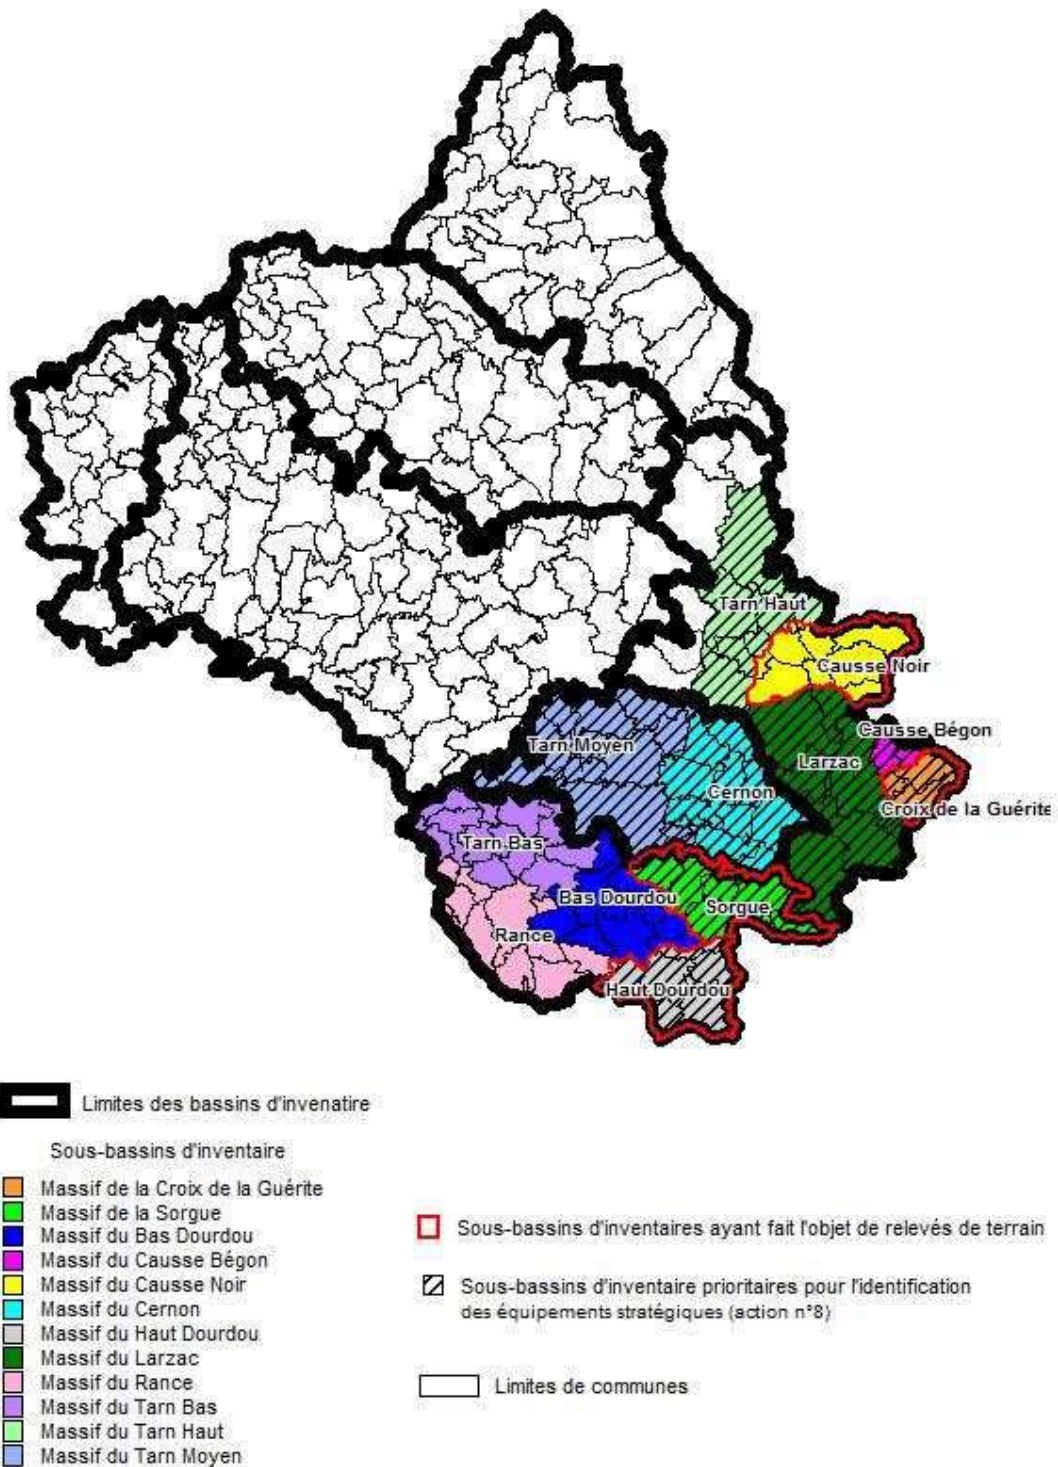 Tarn Haut
Causse Noir
Causse Bégon
Tarn Moyen
Larzac
Cernon
Croix de la Guérite
Tarn Bas
Bas Dourdou
Sorgue
Rance
Haut Dourdou
Limites des bassins d'invenatire
Sous-bassins d'inventaire
Massif de la Croix de la Guérite
Massif de la Sorgue
Massif du Bas Dourdou
Massif du Causse Bégon
Massif du Causse Noir
Massif du Cernon
Massif du Haut Dourdou
Massif du Larzac
Massif du Rance
Massif du Tarn Bas
Massif du Tarn Haut
Massif du Tarn Moyen
Sous-bassins d'inventaires ayant fait l'objet de relevés de terrain
Sous-bassins d'inventaire prioritaires pour l'identification
des équipements stratégiques (action n°8)
Limites de communes